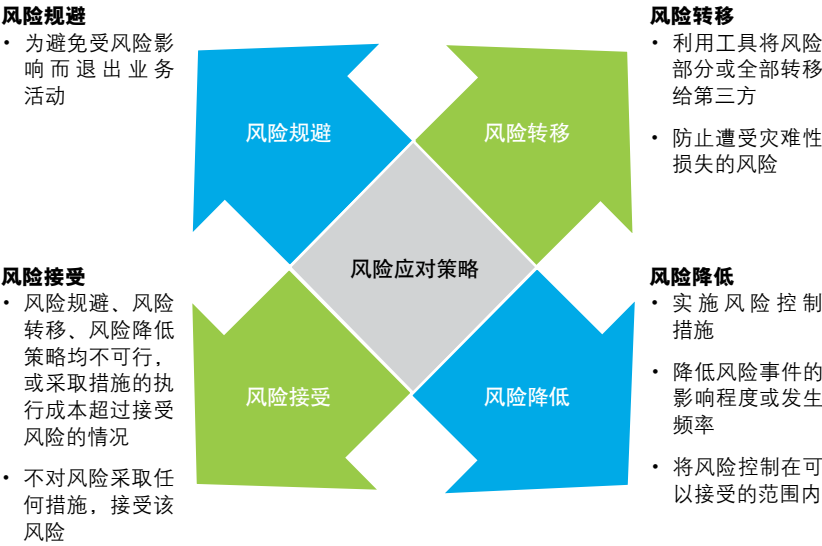 风险规避
• 为避免受风险影
响而退出业务
活动
风险转移
• 利用工具将风险
部分或全部转移
给第三方
• 防止遭受灾难性
损失的风险
风险规避
风险转移
风险应对策略
风险接受
风险降低
风险接受
• 风险规避、风险
转移、风险降低
策略均不可行，
或采取措施的执
行成本超过接受
风险的情况
• 不对风险采取任
何措施，接受该
风险
风险降低
• 实施风险控制
措施
• 降低风险事件的
影响程度或发生
频率
• 将风险控制在可
以接受的范围内